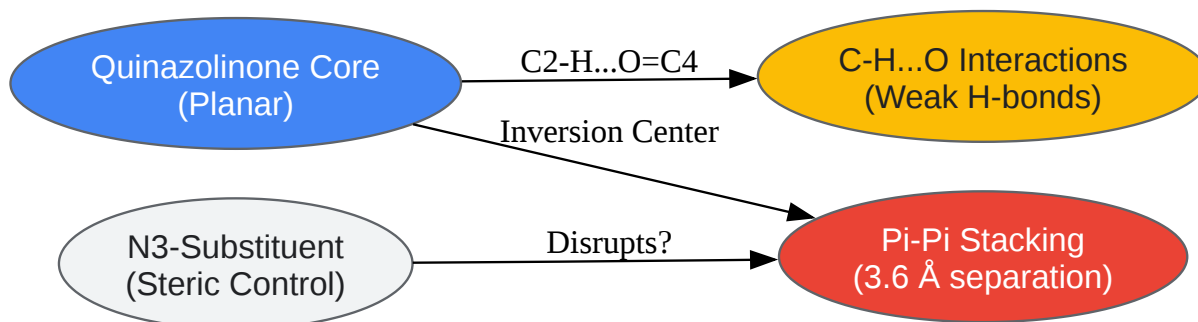 Quinazolinone Core
(Planar)
C2-H...O=C4
C-H...O Interactions
(Weak H-bonds)
Inversion Center
N3-Substituent
(Steric Control)
Disrupts?
Pi-Pi Stacking
(3.6 Å separation)